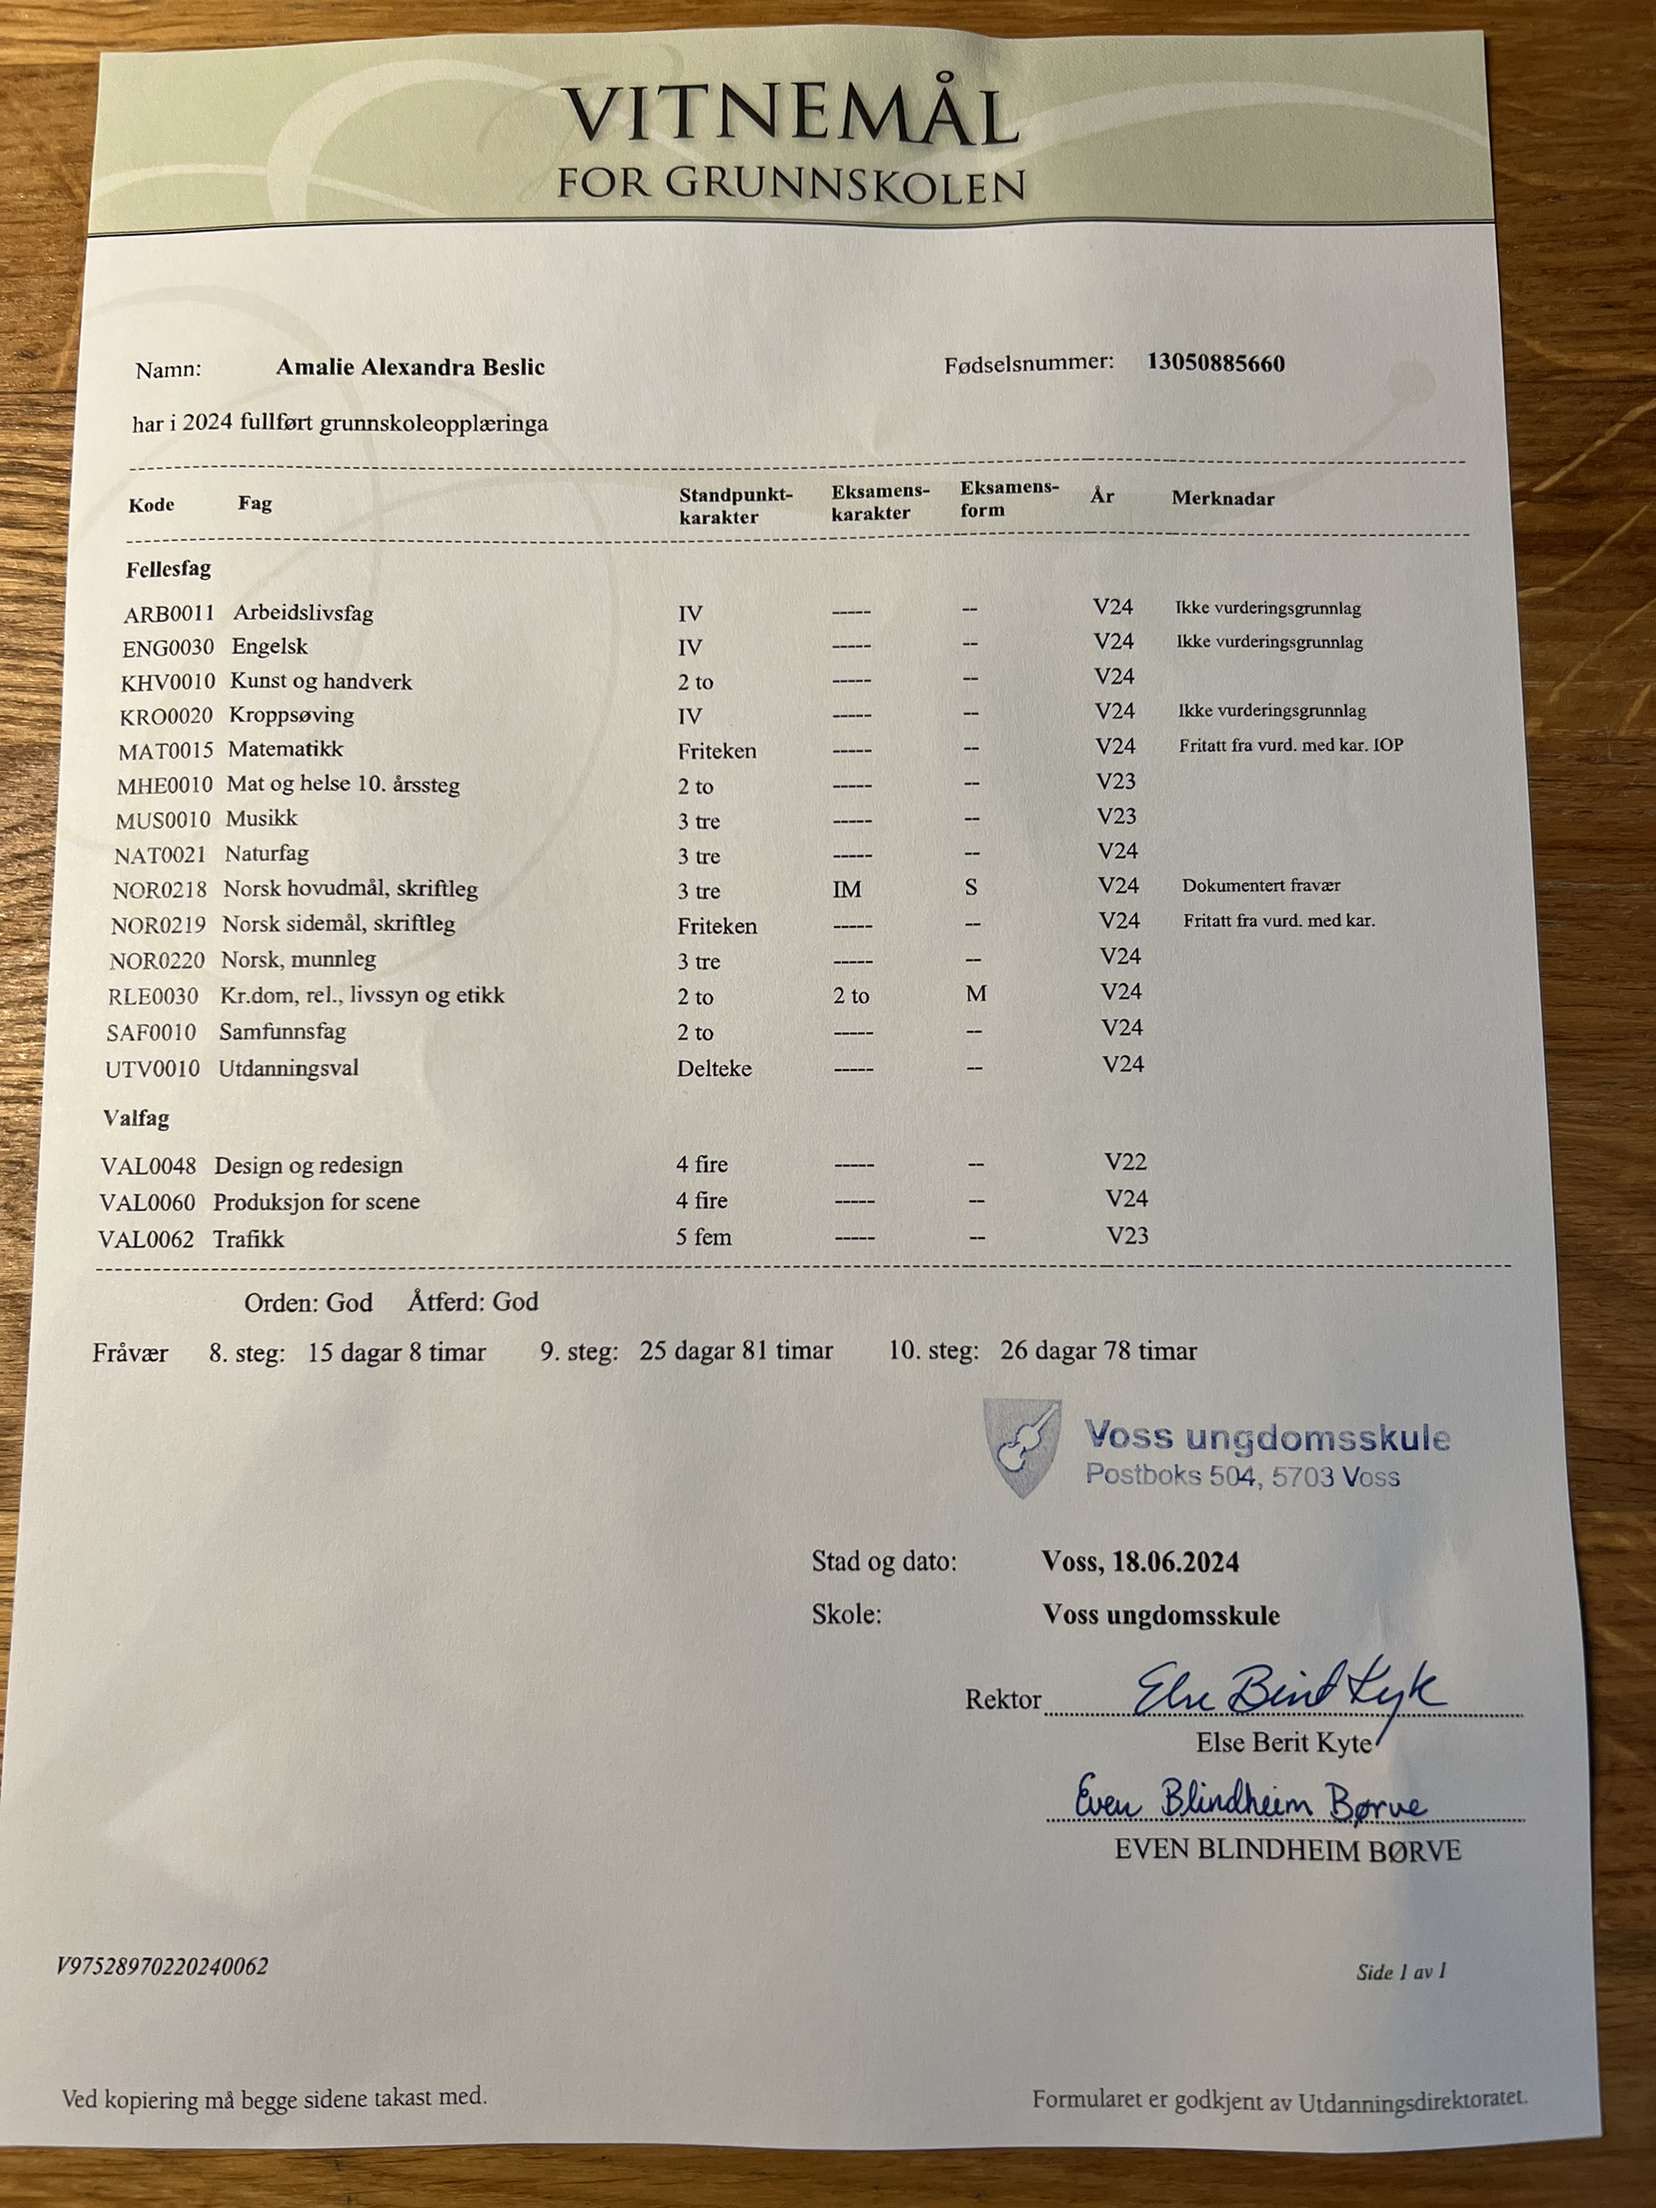 VITNEMÅL
FOR GRUNNSKOLEN
Namn: Amalie Alexandra Beslic Fødselsnummer: 13050885660
har i 2024 fullført grunnskoleopplæringa
Kode Fag Standpunkt-karakter Eksamens-karakter Eksamens-form År Merknadar
Fellesfag
ARB0011 Arbeidslivsfag IV ----- -- V24 Ikke vurderingsgrunnlag
ENG0030 Engelsk IV ----- -- V24 Ikke vurderingsgrunnlag
KHV0010 Kunst og handverk 2 to ----- -- V24
KRO0020 Kroppsøving IV ----- -- V24 Ikke vurderingsgrunnlag
MAT0015 Matematikk Friteken ----- -- V24 Fritatt fra vurd. med kar. IOP
MHE0010 Mat og helse 10. årssteg 2 to ----- -- V23
MUS0010 Musikk 3 tre ----- -- V23
NAT0021 Naturfag 3 tre ----- -- V24
NOR0218 Norsk hovudmål, skriftleg 3 tre IM S V24 Dokumentert fravær
NOR0219 Norsk sidemål, skriftleg Friteken ----- -- V24 Fritatt fra vurd. med kar.
NOR0220 Norsk, munnleg 3 tre ----- -- V24
RLE0030 Kr.dom, rel., livssyn og etikk 2 to 2 to M V24
SAF0010 Samfunnsfag 2 to ----- -- V24
UTV0010 Utdanningsval Delteke ----- -- V24
Valfag
VAL0048 Design og redesign 4 fire ----- -- V22
VAL0060 Produksjon for scene 4 fire ----- -- V24
VAL0062 Trafikk 5 fem ----- -- V23
Orden: God Åtferd: God
Fråvær 8. steg: 15 dagar 8 timar 9. steg: 25 dagar 81 timar 10. steg: 26 dagar 78 timar
Voss ungdomsskule
Postboks 504, 5703 Voss
Stad og dato: Voss, 18.06.2024
Skole: Voss ungdomsskule
Rektor Else Berit Kyte
Else Berit Kyte
Even Blindheim Børve
EVEN BLINDHEIM BØRVE
V97528970220240062
Side 1 av 1
Ved kopiering må begge sidene takast med.
Formularet er godkjent av Utdanningsdirektoratet.